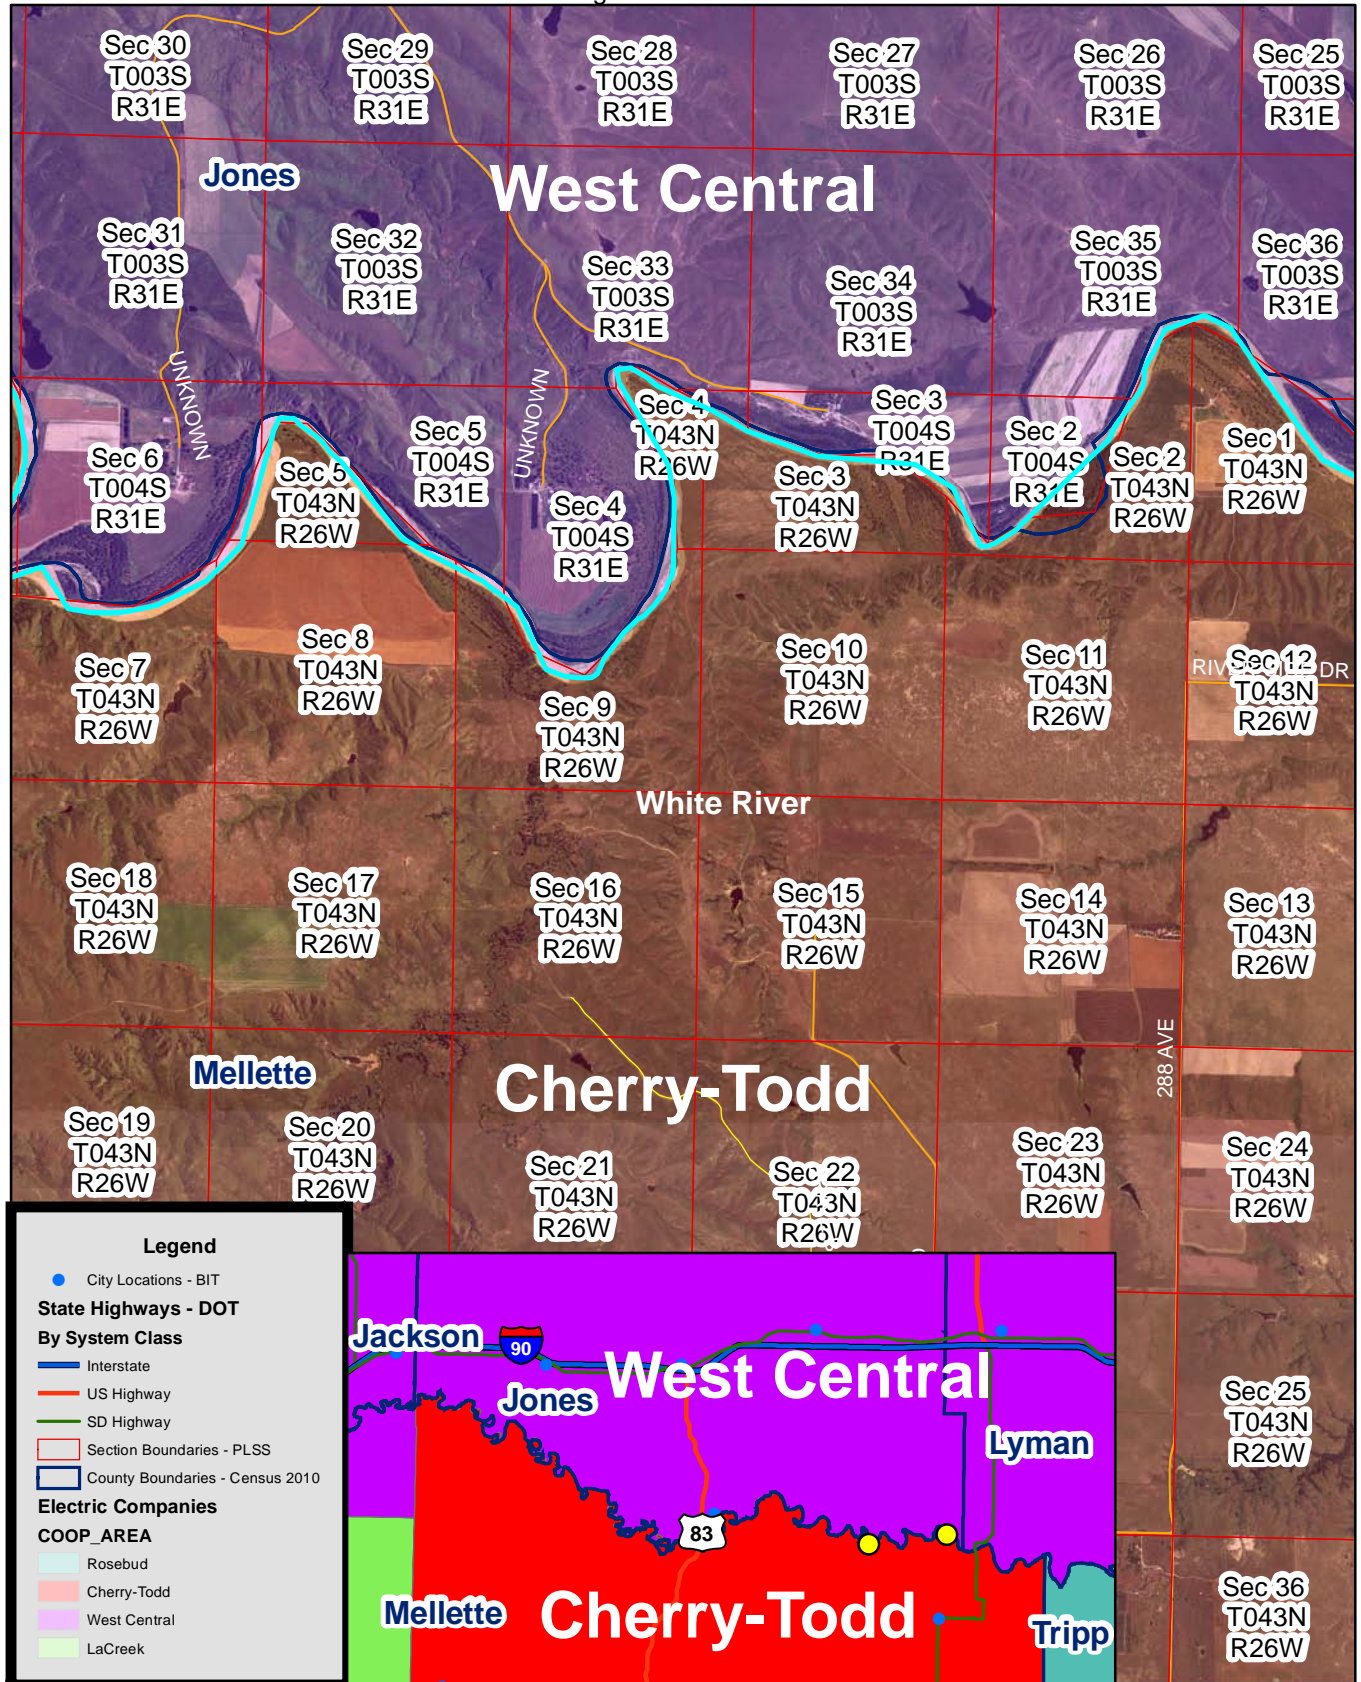 Sec 30
T003S
R31E
Sec 29
T003S
R31E
Sec 28
T003S
R31E
Sec 27
T003S
R31E
Sec 26
T003S
R31E
Sec 25
T003S
R31E
Jones
West Central
Sec 31
T003S
R31E
Sec 32
T003S
R31E
Sec 33
T003S
R31E
Sec 34
T003S
R31E
Sec 35
T003S
R31E
Sec 36
T003S
R31E
UNKNOWN
UNKNOWN
Sec 6
T004S
R31E
Sec 5
T043N
R26W
Sec 5
T004S
R31E
Sec 4
T004S
R31E
Sec 4
T043N
R26W
Sec 3
T043N
R26W
Sec 3
T004S
R31E
Sec 2
T004S
R31E
Sec 2
T043N
R26W
Sec 1
T043N
R26W
Sec 7
T043N
R26W
Sec 8
T043N
R26W
Sec 9
T043N
R26W
Sec 10
T043N
R26W
Sec 11
T043N
R26W
Sec 12
T043N
R26W
White River
Sec 18
T043N
R26W
Sec 17
T043N
R26W
Sec 16
T043N
R26W
Sec 15
T043N
R26W
Sec 14
T043N
R26W
Sec 13
T043N
R26W
288 AVE
Mellette
Cherry-Todd
Sec 19
T043N
R26W
Sec 20
T043N
R26W
Sec 21
T043N
R26W
Sec 22
T043N
R26W
Sec 23
T043N
R26W
Sec 24
T043N
R26W
Sec 25
T043N
R26W
Sec 36
T043N
R26W
Legend
City Locations - BIT
State Highways - DOT
By System Class
Interstate
US Highway
SD Highway
Section Boundaries - PLSS
County Boundaries - Census 2010
Electric Companies
COOP_AREA
Rosebud
Cherry-Todd
West Central
LaCreek
Jackson
90
West Central
Jones
Lyman
83
Mellette
Cherry-Todd
Tripp